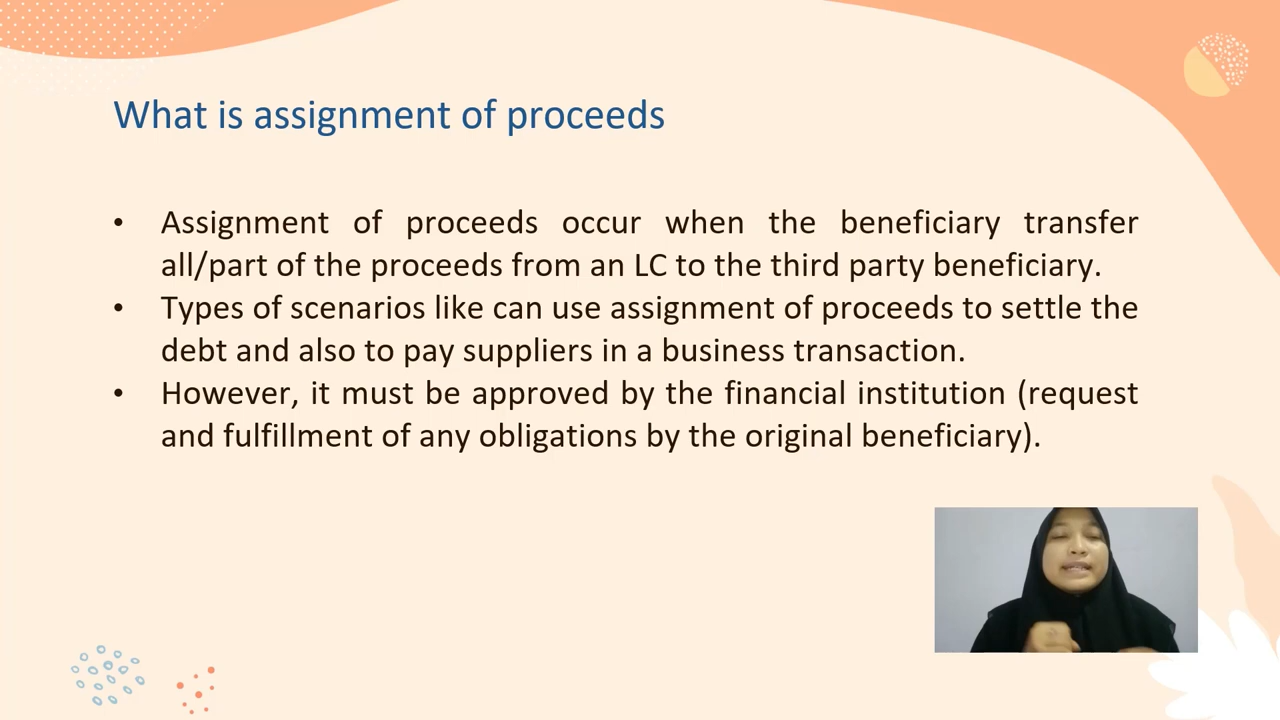 What is assignment of proceeds
• Assignment of proceeds occur when the beneficiary transfer
all/part of the proceeds from an LC to the third party beneficiary.
• Types of scenarios like can use assignment of proceeds to settle the
debt and also to pay suppliers in a business transaction.
• However, it must be approved by the financial institution (request
and fulfillment of any obligations by the original beneficiary).